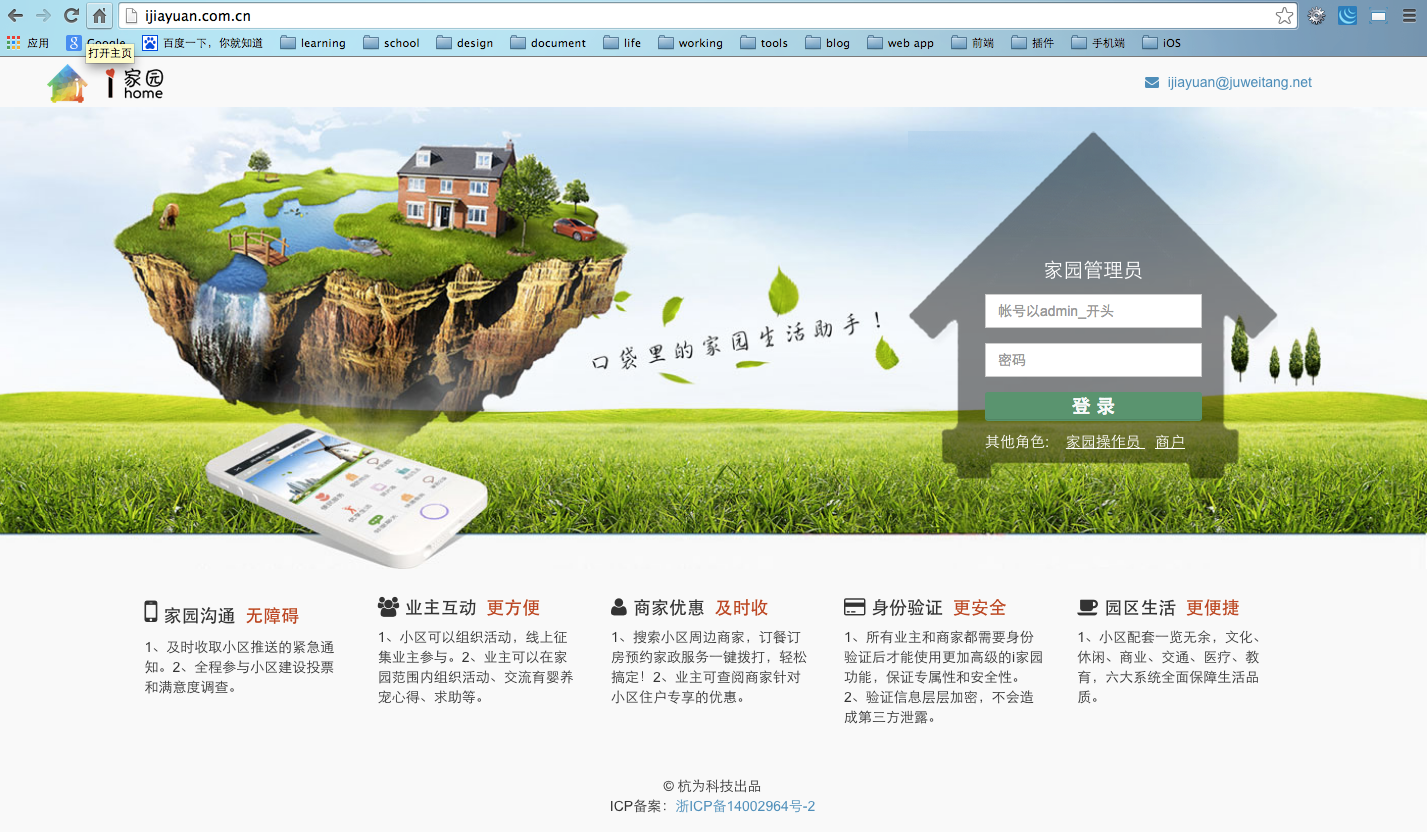 ijiayuan.com.cn
应用
Google
百度一下，你就知道
learning
school
design
document
life
working
tools
blog
web app
前端
插件
手机端
iOS
打开主页
i 家园
home
ijiayuan@juweitang.net
口袋里的家园生活助手！
家园管理员
帐号以admin_开头
密码
登 录
其他角色: 家园操作员 商户
家园沟通 无障碍
1、及时收取小区推送的紧急通
知。2、全程参与小区建设投票
和满意度调查。
业主互动 更方便
1、小区可以组织活动，线上征
集业主参与。2、业主可以在家
园范围内组织活动、交流育婴养
宠心得、求助等。
商家优惠 及时收
1、搜索小区周边商家，订餐订
房预约家政服务一键拨打，轻松
搞定！2、业主可查阅商家针对
小区住户专享的优惠。
身份验证 更安全
1、所有业主和商家都需要身份
验证后才能使用更加高级的i家园
功能，保证专属性和安全性。
2、验证信息层层加密，不会造
成第三方泄露。
园区生活 更便捷
1、小区配套一览无余，文化、
休闲、商业、交通、医疗、教
育，六大系统全面保障生活品
质。
© 杭为科技出品
ICP备案：浙ICP备14002964号-2